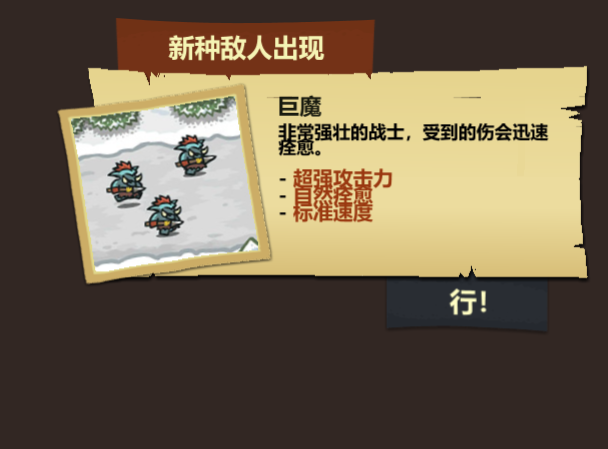 新种敌人出现
巨魔
非常强壮的战士，受到的伤会迅速
痊愈。
- 超强攻击力
- 自然痊愈
- 标准速度
行!